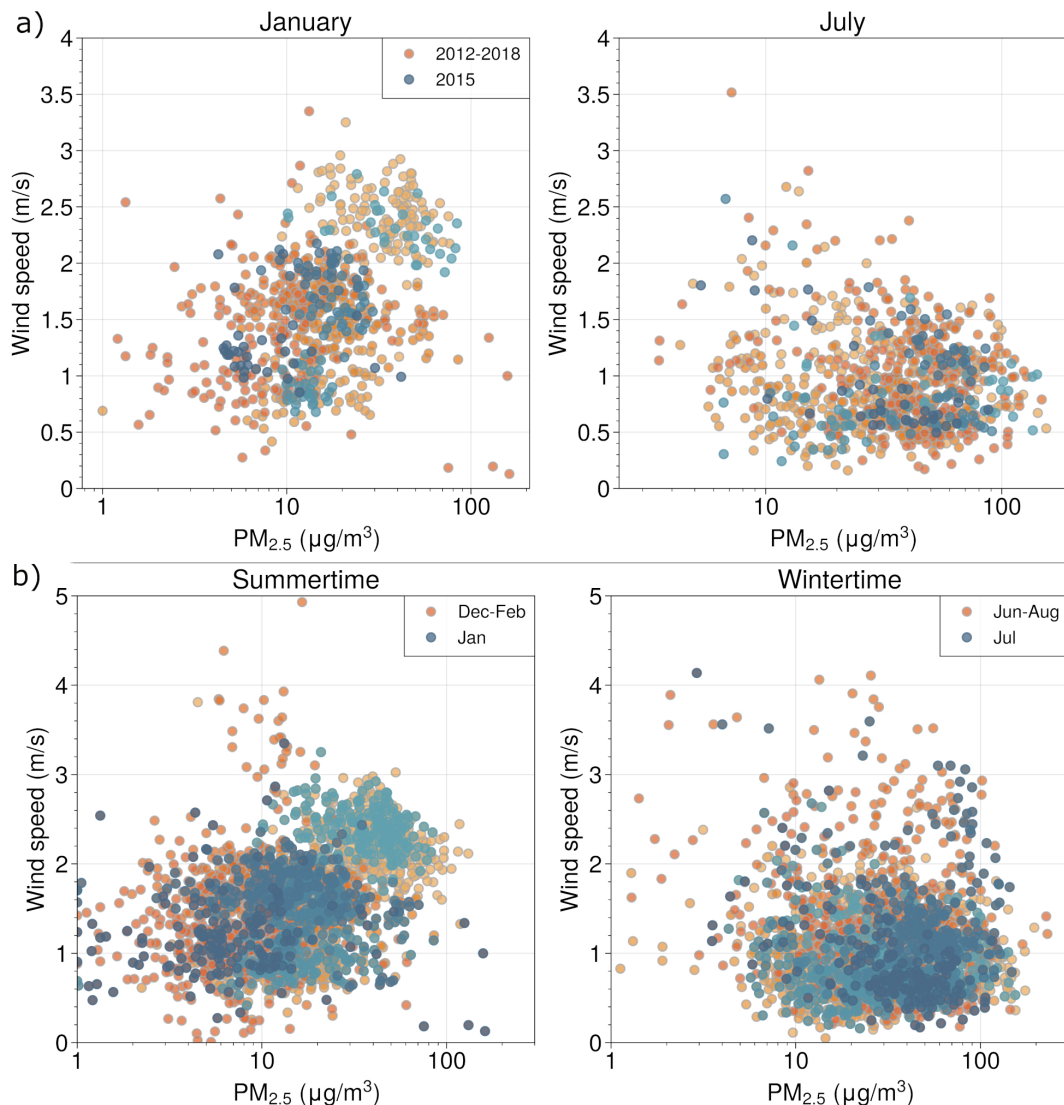 a)
January
July
4
3.5
3
2.5
2
1.5
1
0.5
0
Wind speed (m/s)
2012-2018
2015
1
10
100
PM2.5 (µg/m³)
4
3.5
3
2.5
2
1.5
1
0.5
0
Wind speed (m/s)
10
100
PM2.5 (µg/m³)
b)
Summertime
Wintertime
5
4
3
2
1
0
Wind speed (m/s)
Dec-Feb
Jan
1
10
100
PM2.5 (µg/m³)
5
4
3
2
1
0
Wind speed (m/s)
Jun-Aug
Jul
1
10
100
PM2.5 (µg/m³)